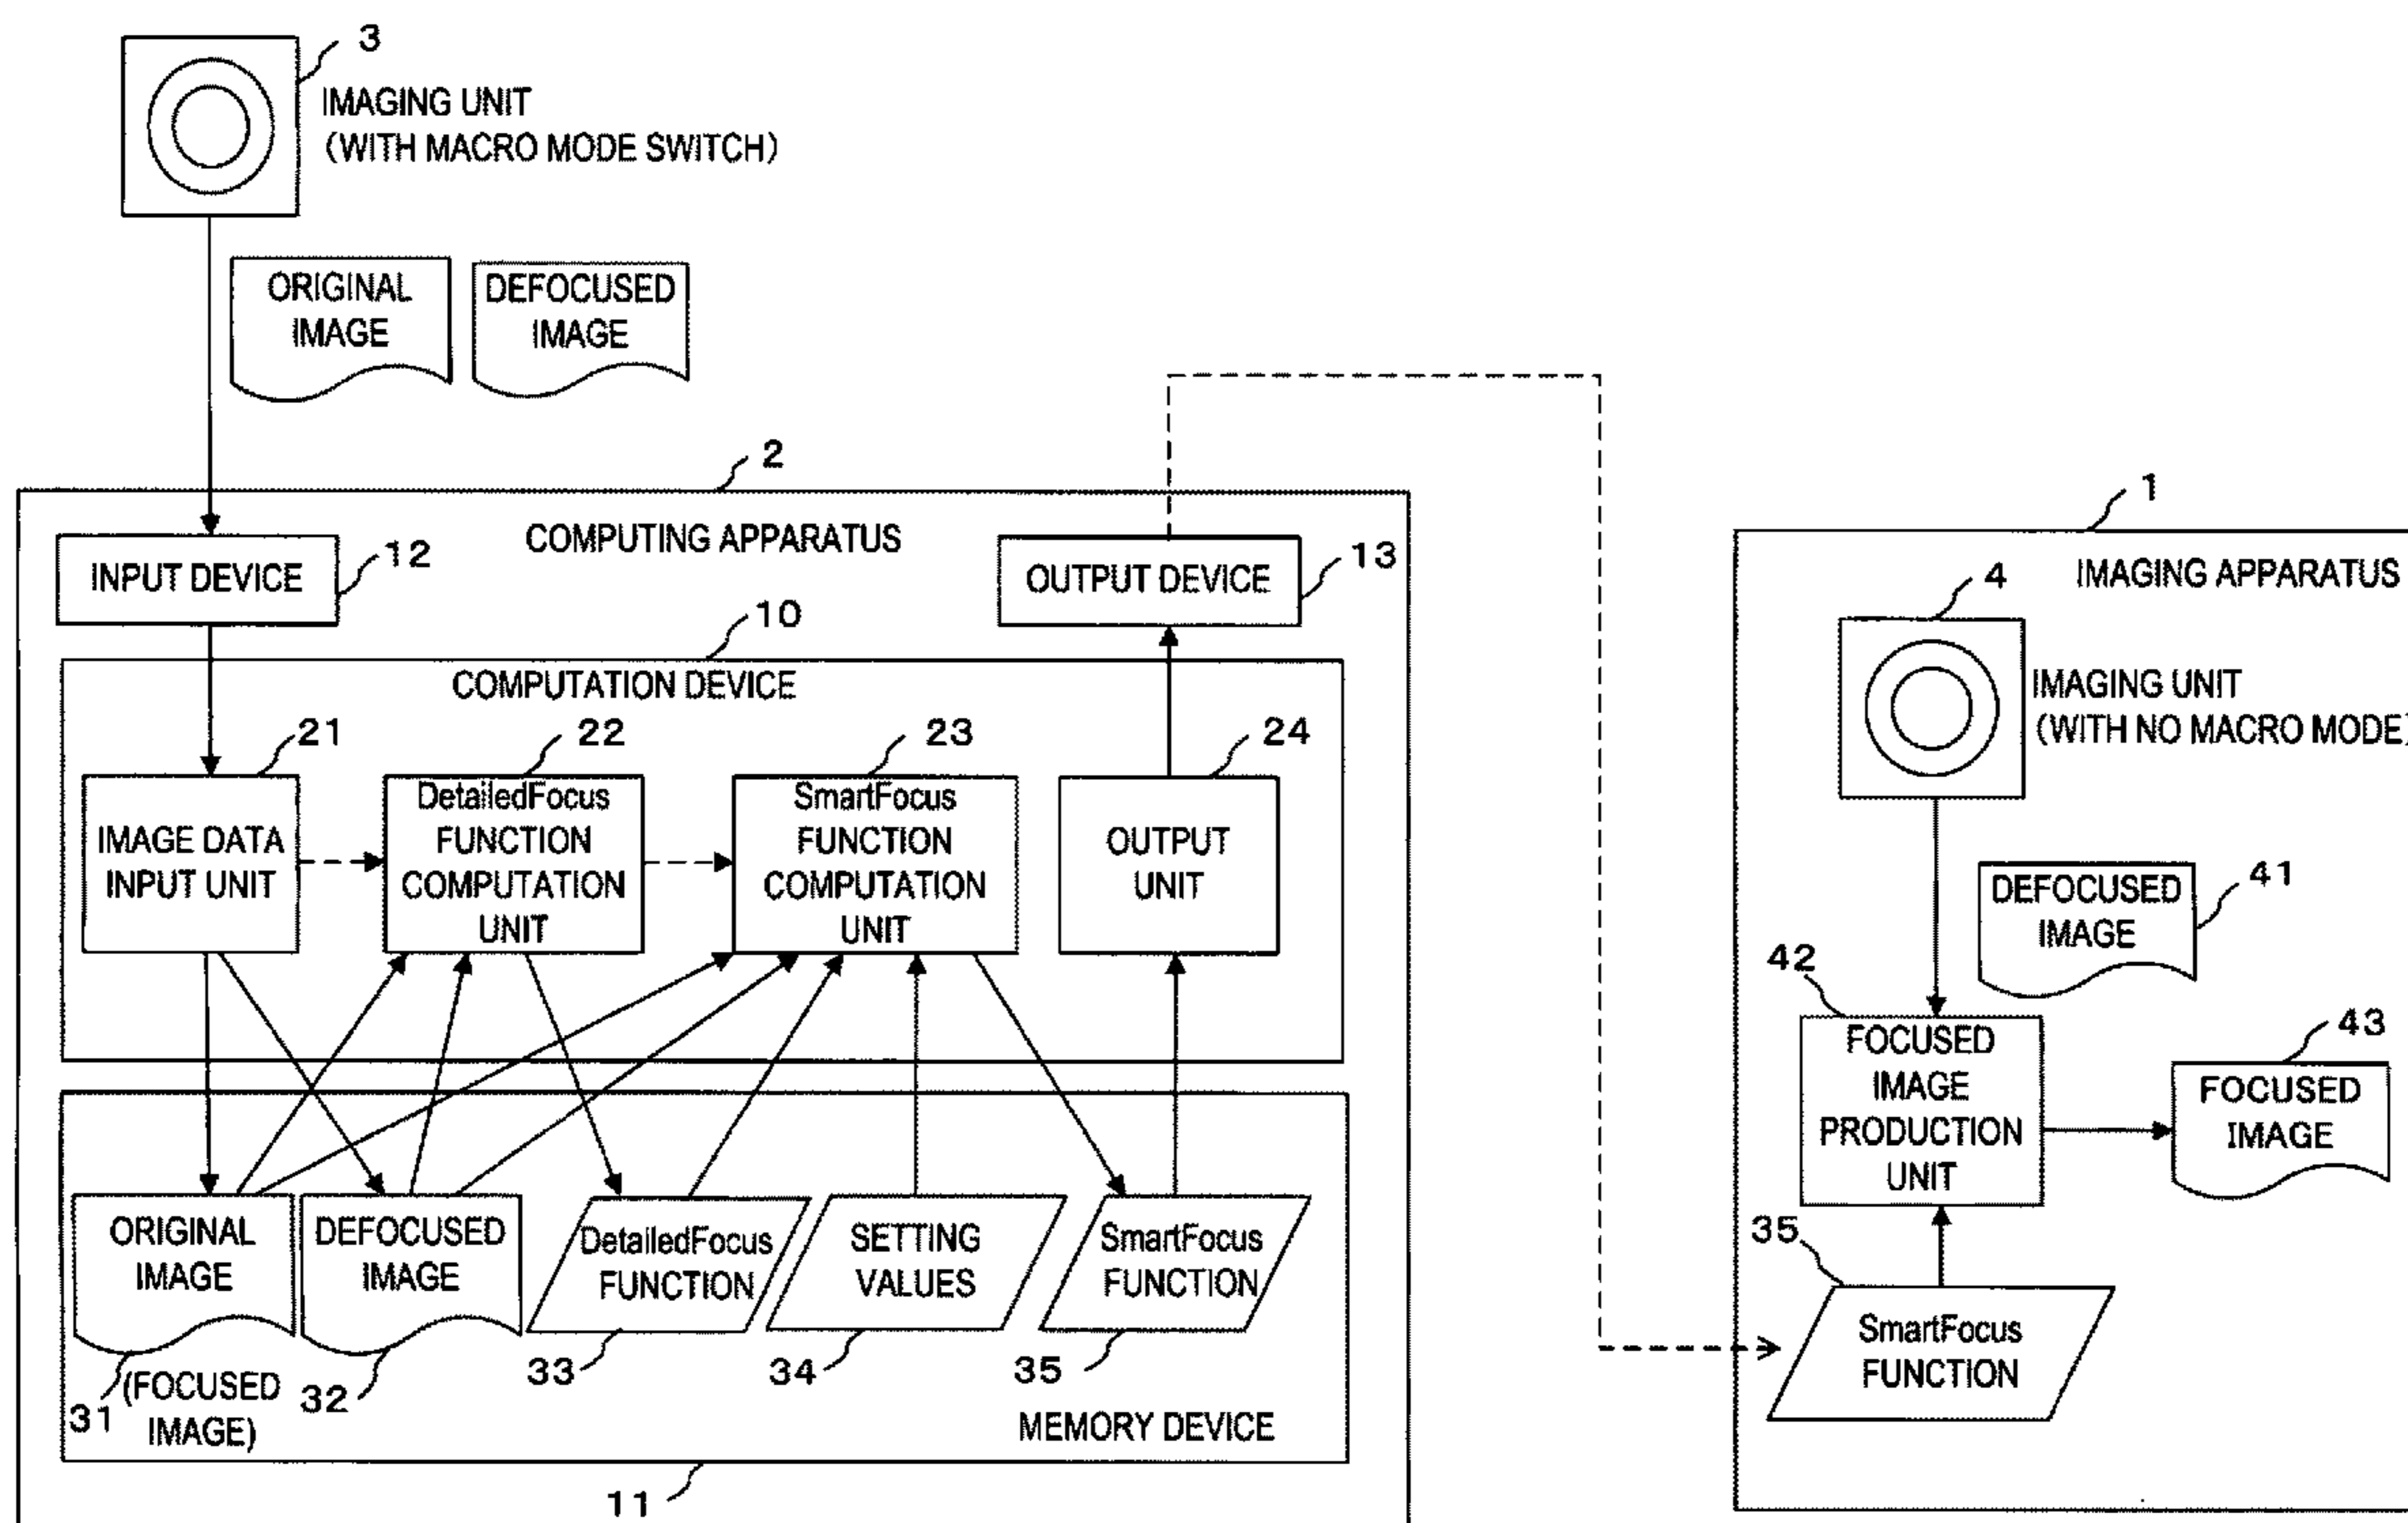 3
IMAGING UNIT
(WITH MACRO MODE SWITCH)
ORIGINAL
IMAGE
DEFOCUSED
IMAGE
2
COMPUTING APPARATUS
INPUT DEVICE
12
OUTPUT DEVICE
13
10
COMPUTATION DEVICE
21
IMAGE DATA
INPUT UNIT
22
DetailedFocus
FUNCTION
COMPUTATION
UNIT
23
SmartFocus
FUNCTION
COMPUTATION
UNIT
24
OUTPUT
UNIT
ORIGINAL
IMAGE
31
(FOCUSED
IMAGE)
DEFOCUSED
IMAGE
32
DetailedFocus
FUNCTION
33
SETTING
VALUES
34
SmartFocus
FUNCTION
35
MEMORY DEVICE
11
1
IMAGING APPARATUS
4
IMAGING UNIT
(WITH NO MACRO MODE)
DEFOCUSED
IMAGE
41
42
FOCUSED
IMAGE
PRODUCTION
UNIT
43
FOCUSED
IMAGE
35
SmartFocus
FUNCTION